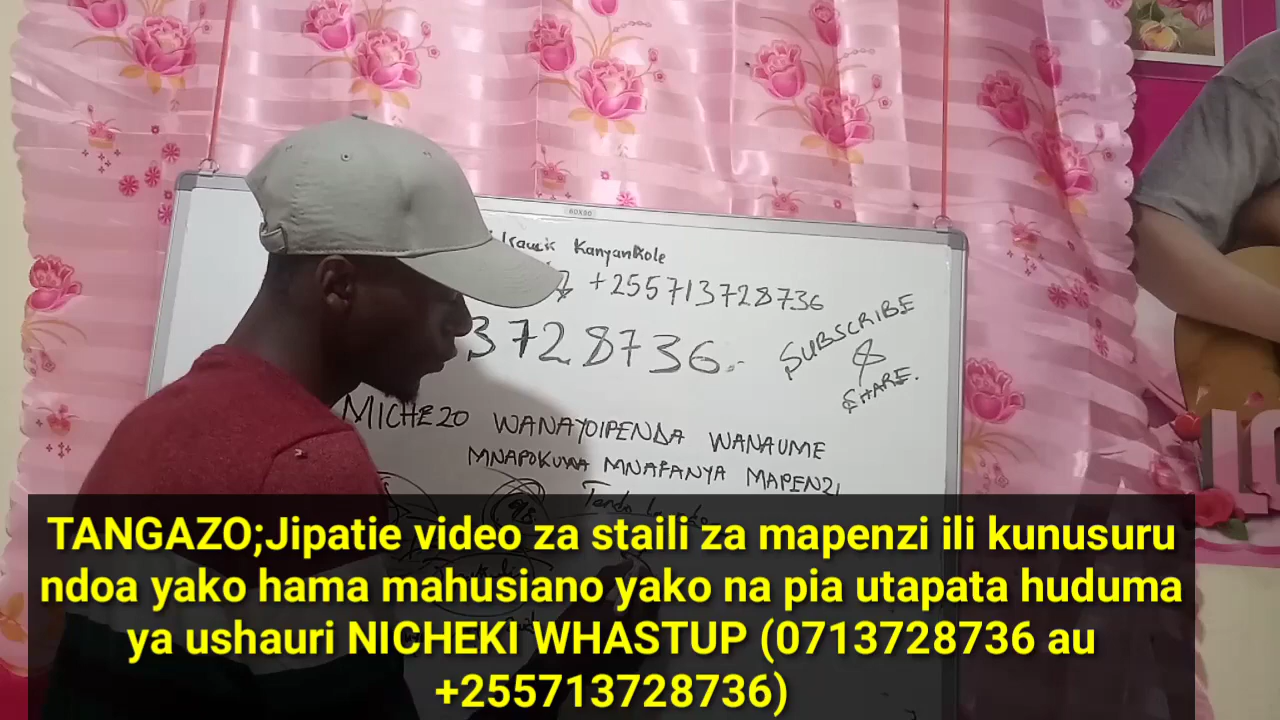 60X90
Kanyankole
+255713728736
3728736.
SUBSCRIBE
&
SHARE.
MICHEZO WANAYOIPENDA WANAUME
MNAPOKUWA MNAFANYA MAPENZI
TANGAZO;Jipatie video za staili za mapenzi ili kunusuru
ndoa yako hama mahusiano yako na pia utapata huduma
ya ushauri NICHEKI WHASTUP (0713728736 au
+255713728736)